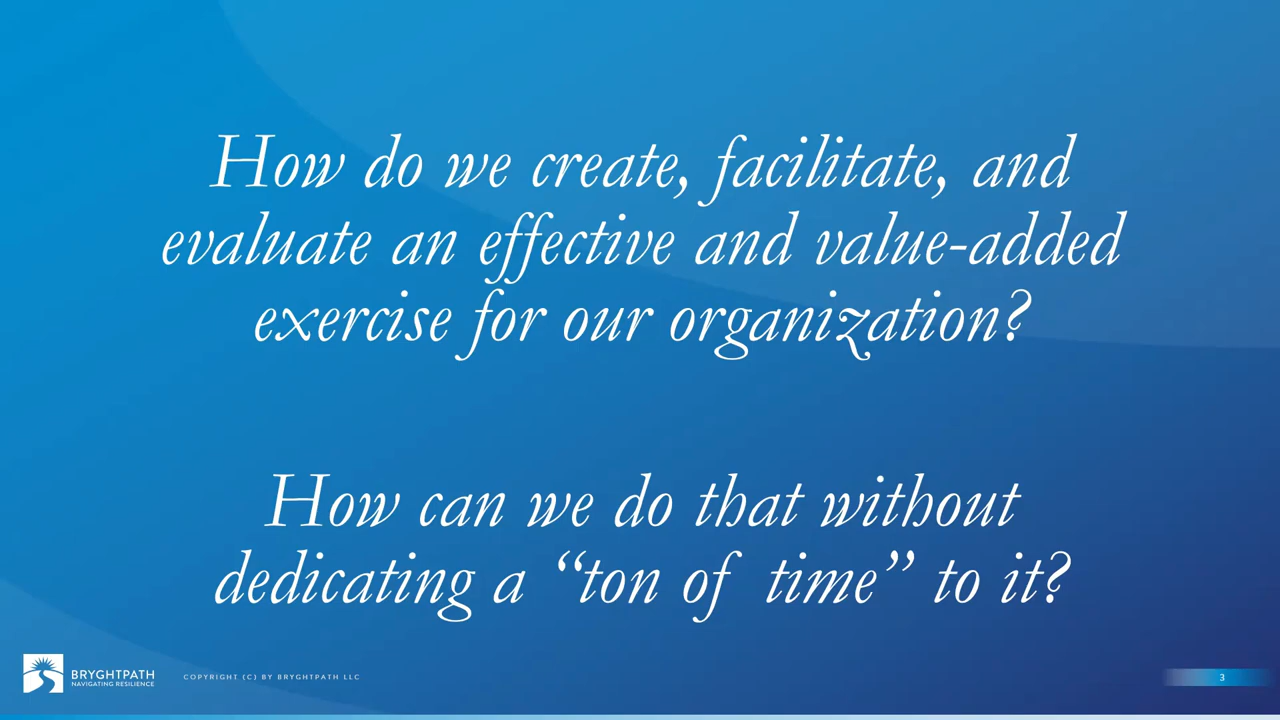 How do we create, facilitate, and
evaluate an effective and value-added
exercise for our organization?
How can we do that without
dedicating a “ton of time” to it?
BRYGHTPATH
NAVIGATING RESILIENCE
COPYRIGHT (C) BY BRYGHTPATH LLC
3